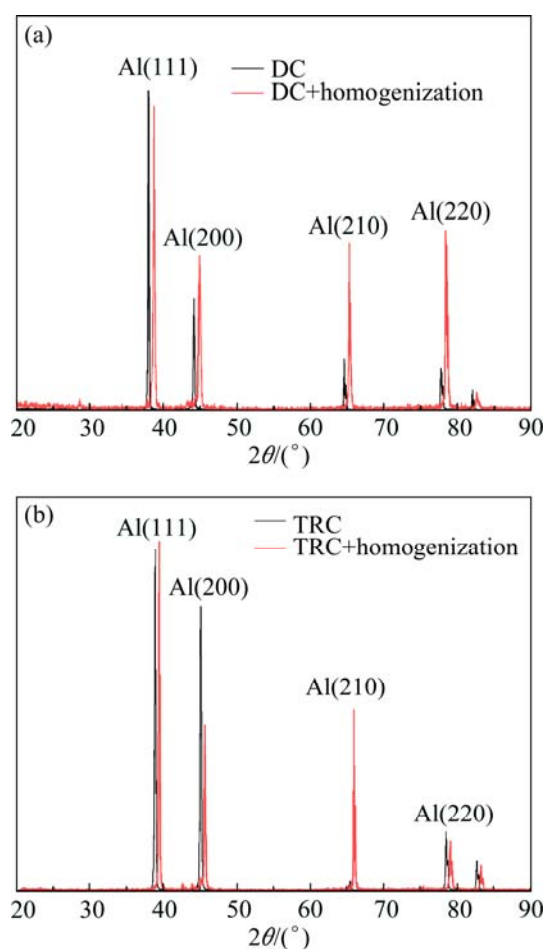 (a)
Al(111)
DC
DC+homogenization
Al(200)
Al(210)
Al(220)
20 30 40 50 60 70 80 90
2θ/(°)
(b)
Al(111)
TRC
TRC+homogenization
Al(200)
Al(210)
Al(220)
20 30 40 50 60 70 80 90
2θ/(°)